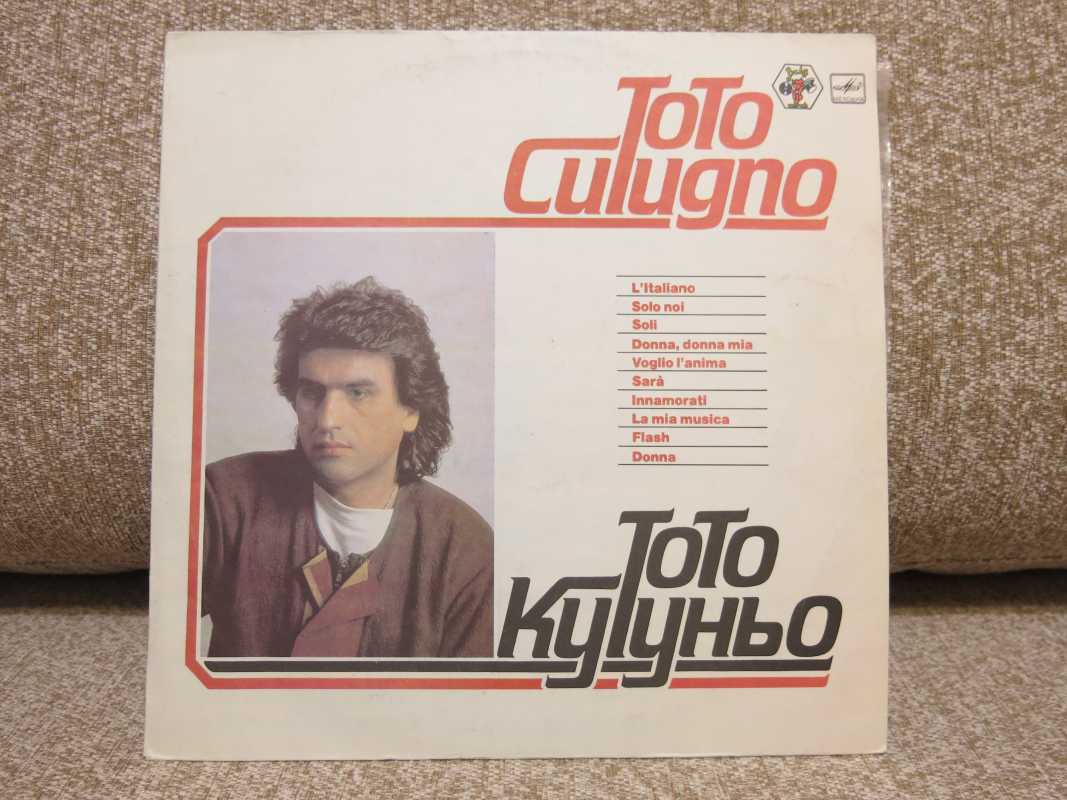 Toto
Cutugno
L'Italiano
Solo noi
Soli
Donna, donna mia
Voglio l'anima
Sarà
Innamorati
La mia musica
Flash
Donna
Тото
Кутуньо